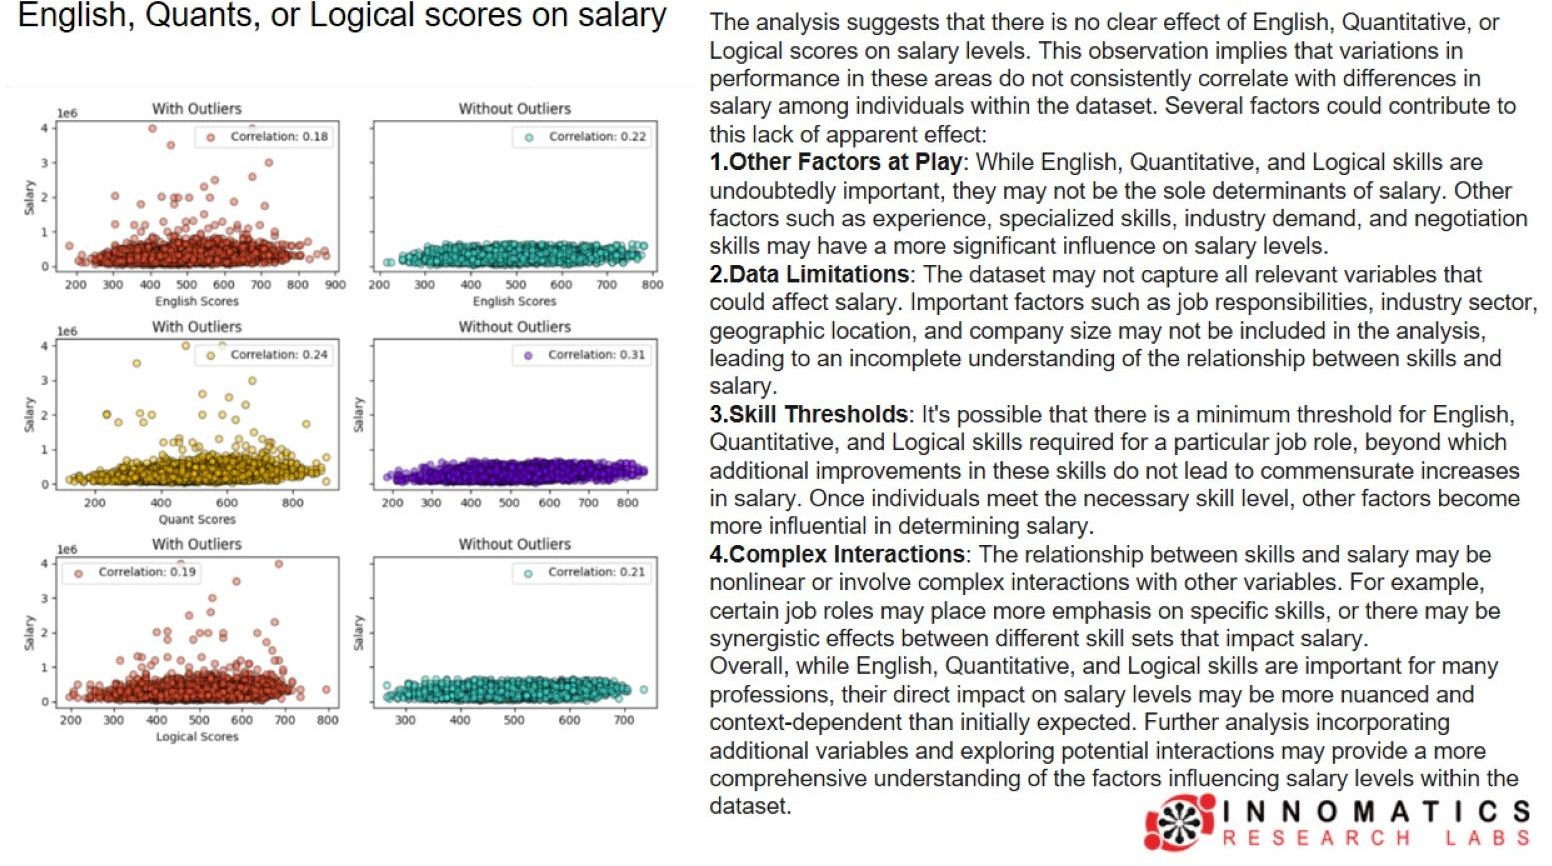 English, Quants, or Logical scores on salary
With Outliers
1e6
Correlation: 0.18
4
3
2
1
0
Salary
200 300 400 500 600 700 800 900
English Scores
Without Outliers
Correlation: 0.22
200 300 400 500 600 700 800
English Scores
With Outliers
1e6
Correlation: 0.24
4
3
2
1
0
Salary
200 400 600 800
Quant Scores
Without Outliers
Correlation: 0.31
Salary
200 300 400 500 600 700 800
With Outliers
1e6
Correlation: 0.19
4
3
2
1
0
Salary
200 300 400 500 600 700 800
Logical Scores
Without Outliers
Correlation: 0.21
Salary
300 400 500 600 700
The analysis suggests that there is no clear effect of English, Quantitative, or
Logical scores on salary levels. This observation implies that variations in
performance in these areas do not consistently correlate with differences in
salary among individuals within the dataset. Several factors could contribute to
this lack of apparent effect:
1.Other Factors at Play: While English, Quantitative, and Logical skills are
undoubtedly important, they may not be the sole determinants of salary. Other
factors such as experience, specialized skills, industry demand, and negotiation
skills may have a more significant influence on salary levels.
2.Data Limitations: The dataset may not capture all relevant variables that
could affect salary. Important factors such as job responsibilities, industry sector,
geographic location, and company size may not be included in the analysis,
leading to an incomplete understanding of the relationship between skills and
salary.
3.Skill Thresholds: It's possible that there is a minimum threshold for English,
Quantitative, and Logical skills required for a particular job role, beyond which
additional improvements in these skills do not lead to commensurate increases
in salary. Once individuals meet the necessary skill level, other factors become
more influential in determining salary.
4.Complex Interactions: The relationship between skills and salary may be
nonlinear or involve complex interactions with other variables. For example,
certain job roles may place more emphasis on specific skills, or there may be
synergistic effects between different skill sets that impact salary.
Overall, while English, Quantitative, and Logical skills are important for many
professions, their direct impact on salary levels may be more nuanced and
context-dependent than initially expected. Further analysis incorporating
additional variables and exploring potential interactions may provide a more
comprehensive understanding of the factors influencing salary levels within the
dataset.
INNOMATICS
RESEARCH LABS